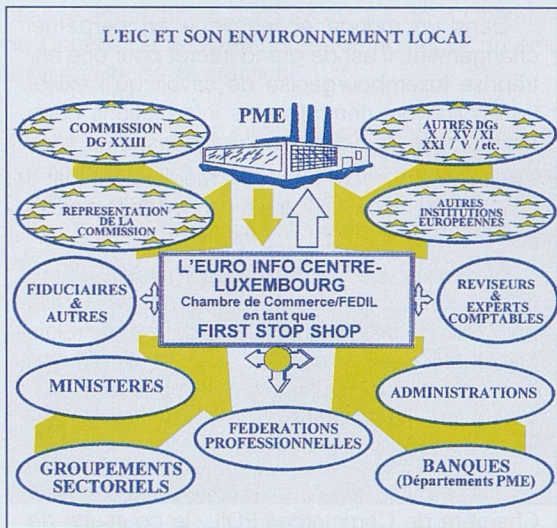 L'EIC ET SON ENVIRONNEMENT LOCAL
COMMISSION
DG XXIII
PME
AUTRES DGs
X / XV / XI
XXI / V / etc.
REPRESENTATION
DE LA
COMMISSION
AUTRES
INSTITUTIONS
EUROPÉENNES
FIDUCIAIRES
&
AUTRES
L'EURO INFO CENTRE-
LUXEMBOURG
Chambre de Commerce/FEDIL
en tant que
FIRST STOP SHOP
REVISEURS
&
EXPERTS
COMPTABLES
MINISTERES
ADMINISTRATIONS
FEDERATIONS
PROFESSIONNELLES
GROUPEMENTS
SECTORIELS
BANQUES
(Départements PME)